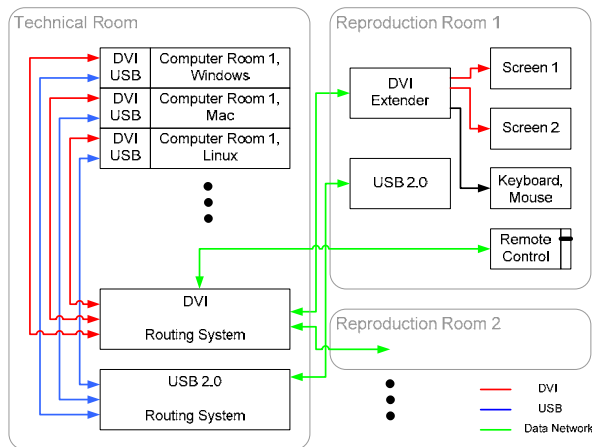 Technical Room
DVI
USB
Computer Room 1,
Windows
DVI
USB
Computer Room 1,
Mac
DVI
USB
Computer Room 1,
Linux
DVI
Routing System
USB 2.0
Routing System
Reproduction Room 1
DVI
Extender
Screen 1
Screen 2
USB 2.0
Keyboard,
Mouse
Remote
Control
Reproduction Room 2
DVI
USB
Data Network